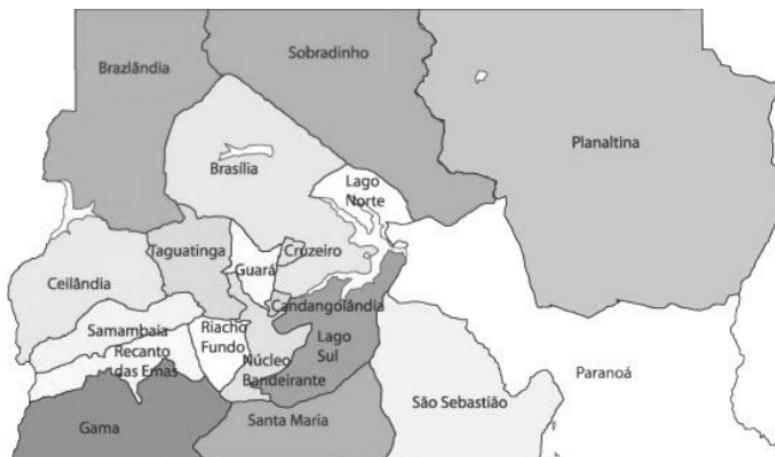 Sobradinho
Brazlândia
Planaltina
Brasília
Lago
Norte
Taguatinga
Cruzeiro
Guará
Ceilândia
Candangolândia
Samambaia
Riacho
Fundo
Lago
Sul
Recanto
das Emas
Núcleo
Bandeirante
Paranoá
São Sebastião
Santa Maria
Gama